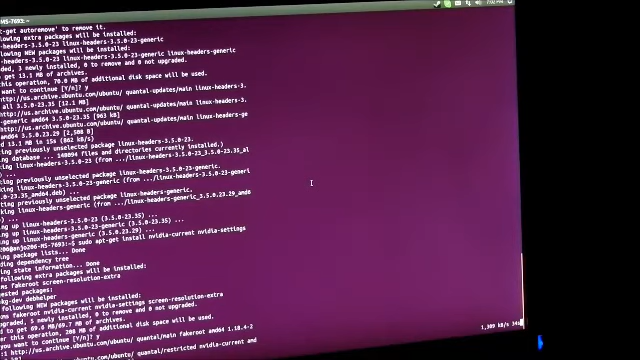 MS-7693: ~
7:02 PM
t-get autoremove' to remove it.
ollowing extra packages will be installed:
x-headers-3.5.0-23 linux-headers-3.5.0-23-generic
ollowing NEW packages will be installed:
x-headers-3.5.0-23 linux-headers-3.5.0-23-generic linux-headers-generic
aded, 3 newly installed, 0 to remove and 0 not upgraded.
o get 13.1 MB of archives.
this operation, 70.0 MB of additional disk space will be used.
want to continue [Y/n]? y
http://us.archive.ubuntu.com/ubuntu/ quantal-updates/main linux-headers-3.
all 3.5.0-23.35 [12.1 MB]
http://us.archive.ubuntu.com/ubuntu/ quantal-updates/main linux-headers-3.
eneric amd64 3.5.0-23.35 [963 kB]
http://us.archive.ubuntu.com/ubuntu/ quantal-updates/main linux-headers-ge
amd64 3.5.0.23.29 [2,508 B]
d 13.1 MB in 15s (862 kB/s)
previously unselected package linux-headers-3.5.0-23.
ng database ... 148094 files and directories currently installed.)
king linux-headers-3.5.0-23 (from .../linux-headers-3.5.0-23_3.5.0-23.35_al
ting previously unselected package linux-headers-3.5.0-23-generic.
king linux-headers-3.5.0-23-generic (from .../linux-headers-3.5.0-23-generi
.0-23.35_amd64.deb) ...
ting previously unselected package linux-headers-generic.
king linux-headers-generic (from .../linux-headers-generic_3.5.0.23.29_amd6
b) ...
ng up linux-headers-3.5.0-23 (3.5.0-23.35) ...
ng up linux-headers-3.5.0-23-generic (3.5.0-23.35) ...
ng up linux-headers-generic (3.5.0.23.29) ...
MS-7693:~$ sudo apt-get install nvidia-current nvidia-settings
ding package lists... Done
ding dependency tree
ding state information... Done
following extra packages will be installed:
ms fakeroot screen-resolution-extra
ested packages:
kg-dev debhelper
following NEW packages will be installed:
ms fakeroot nvidia-current nvidia-settings screen-resolution-extra
upgraded, 5 newly installed, 0 to remove and 0 not upgraded.
d to get 69.6 MB/69.7 MB of archives.
er this operation, 208 MB of additional disk space will be used.
you want to continue [Y/n]? y
:1 http://us.archive.ubuntu.com/ubuntu/ quantal/main fakeroot amd64 1.18.4-2
http://us.archive.ubuntu.com/ubuntu/ quantal/restricted nvidia-current amd
1,309 kB/s 34s